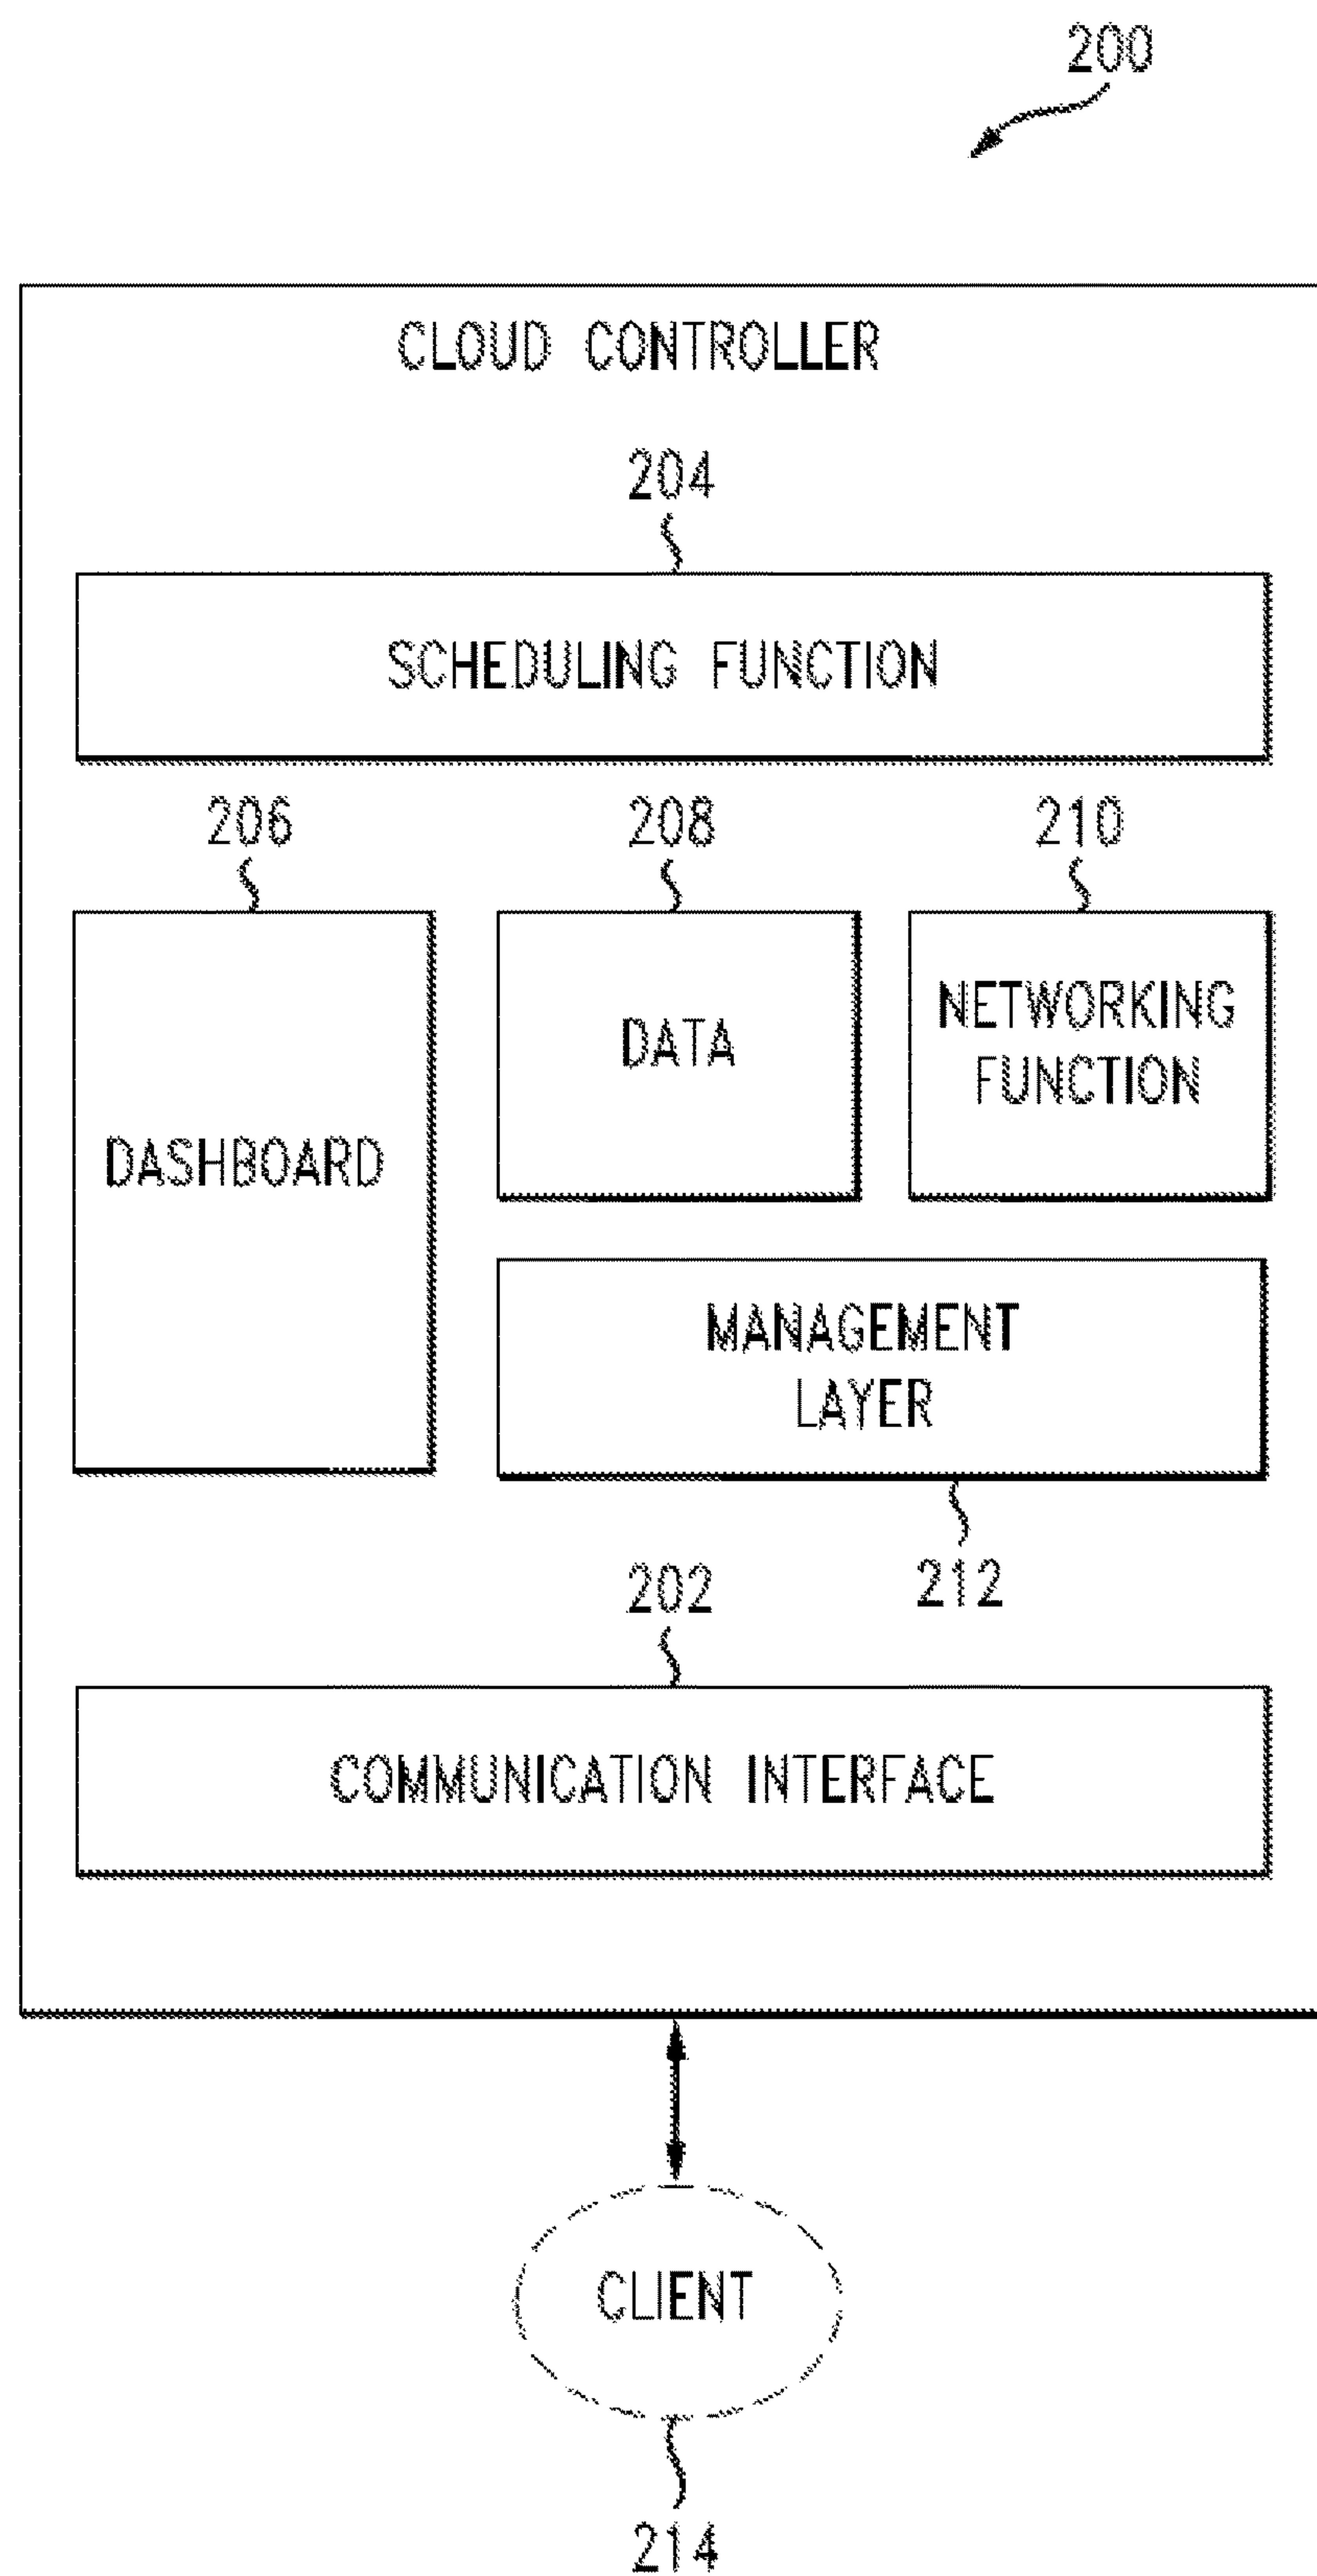 200
CLOUD CONTROLLER
204
SCHEDULING FUNCTION
206
208
210
DASHBOARD
DATA
NETWORKING
FUNCTION
MANAGEMENT
LAYER
212
202
COMMUNICATION INTERFACE
CLIENT
214